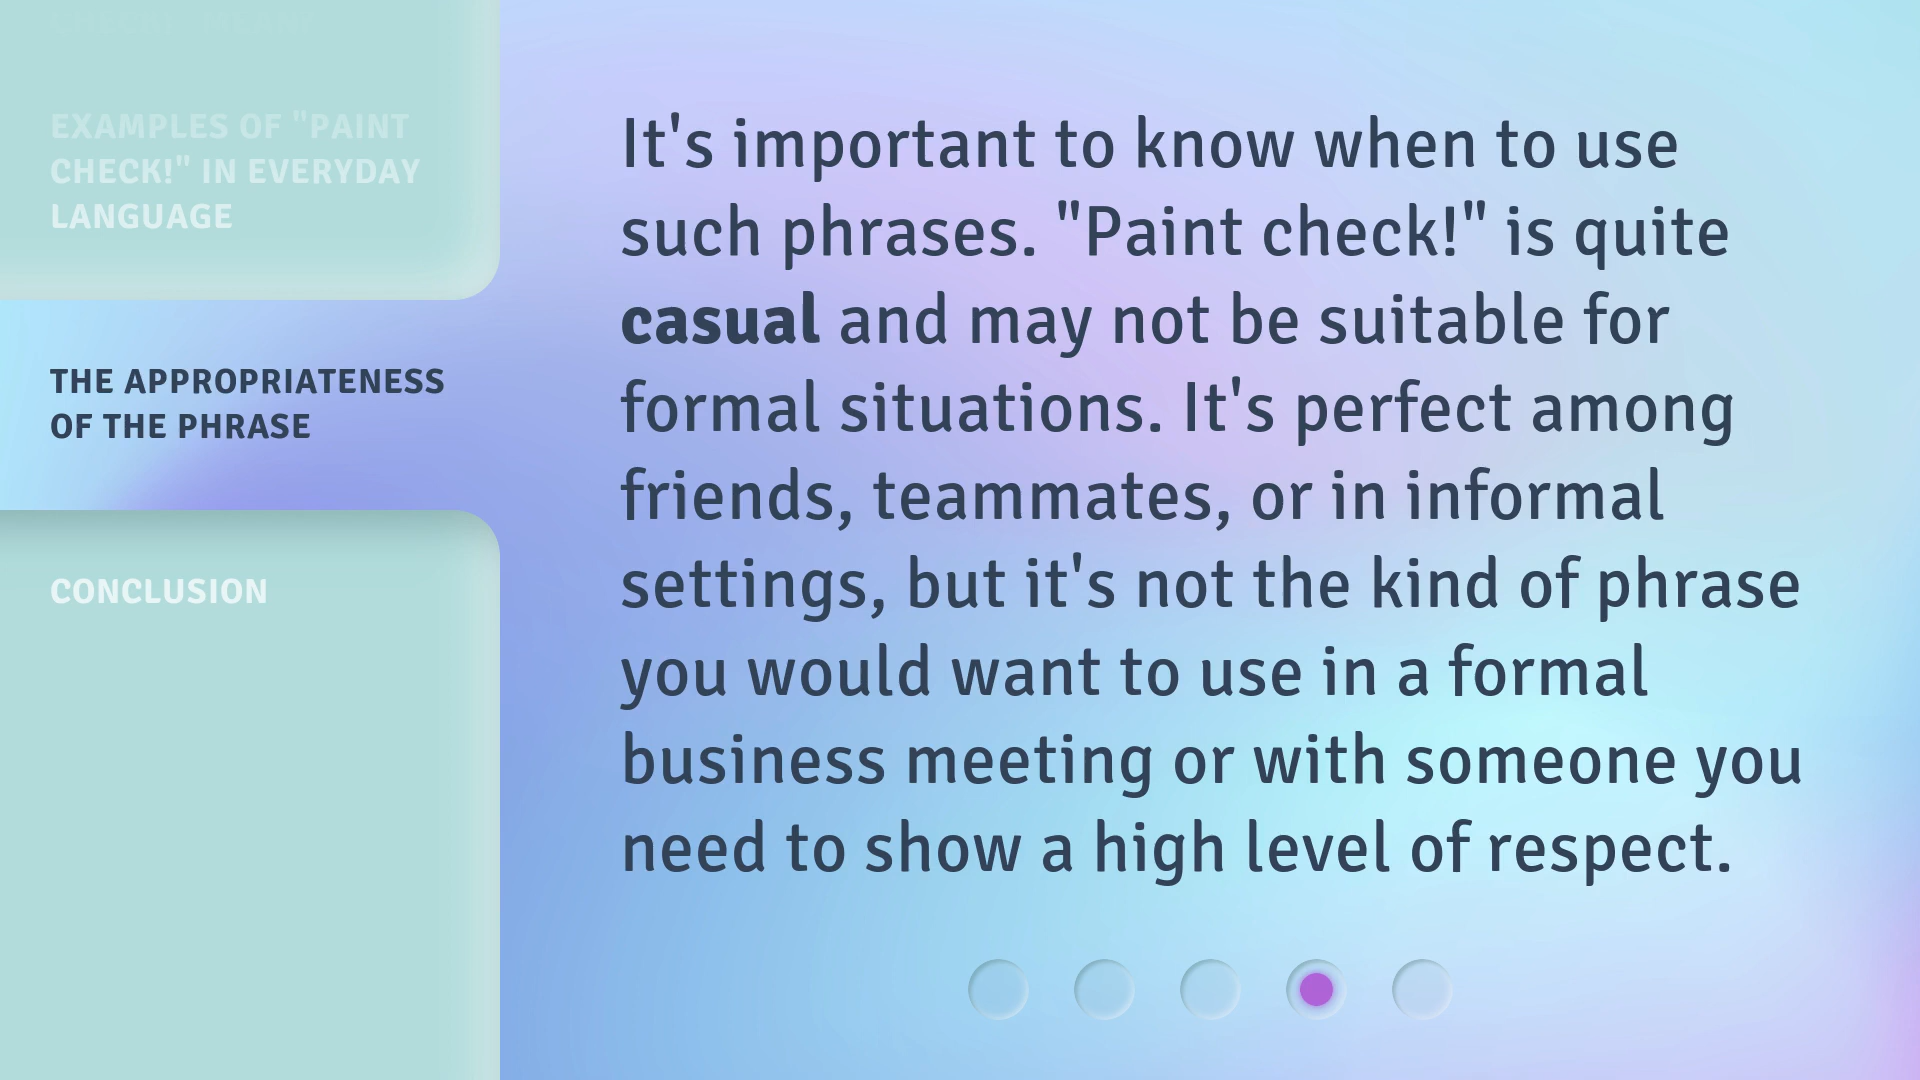 CHECK!" MEAN?
EXAMPLES OF "PAINT
CHECK!" IN EVERYDAY
LANGUAGE
THE APPROPRIATENESS
OF THE PHRASE
CONCLUSION
It's important to know when to use
such phrases. "Paint check!" is quite
casual and may not be suitable for
formal situations. It's perfect among
friends, teammates, or in informal
settings, but it's not the kind of phrase
you would want to use in a formal
business meeting or with someone you
need to show a high level of respect.